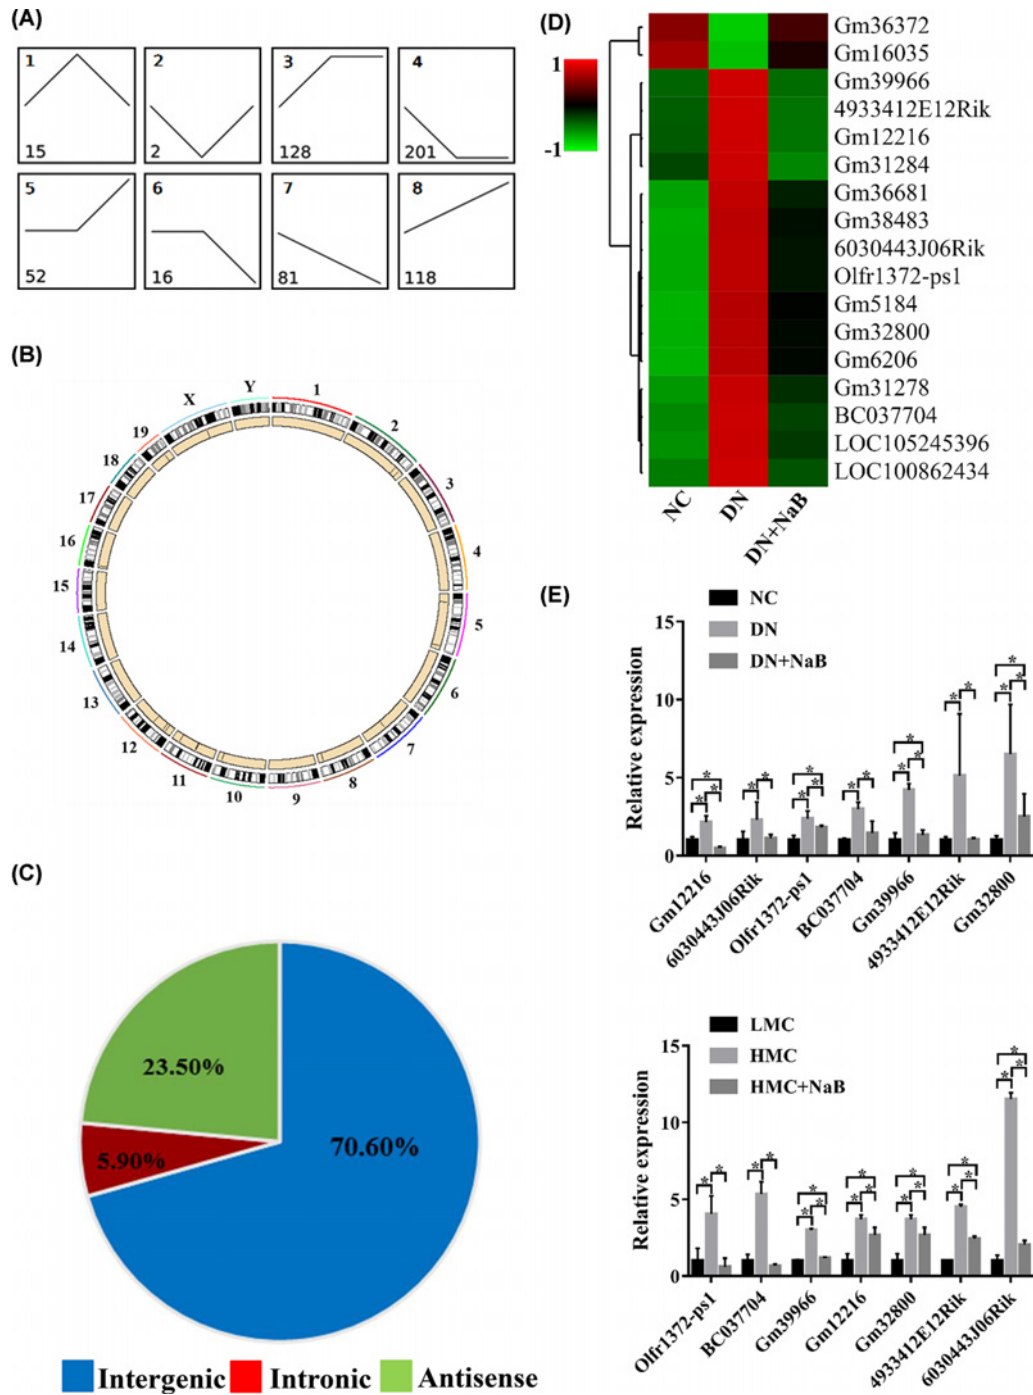 (A)
1
15
2
2
3
128
4
201
5
52
6
16
7
81
8
118
(B)
1
2
3
4
5
6
7
8
9
10
11
12
13
14
15
16
17
18
19
X
Y
(C)
23.50%
5.90%
70.60%
Intergenic Intronic Antisense
(D)
1
-1
Gm36372
Gm16035
Gm39966
4933412E12Rik
Gm12216
Gm31284
Gm36681
Gm38483
6030443J06Rik
Olfr1372-ps1
Gm5184
Gm32800
Gm6206
Gm31278
BC037704
LOC105245396
LOC100862434
NC DN DN+NaB
(E)
NC
DN
DN+NaB
Relative expression
15
10
5
0
* * * * * * * * * * * * * * * * * *
Gm12216 6030443J06Rik Olfr1372-ps1 BC037704 Gm39966 4933412E12Rik Gm32800
LMC
HMC
HMC+NaB
Relative expression
15
10
5
0
* * * * * * * * * * * * * * * * * * *
Olfr1372-ps1 BC037704 Gm39966 Gm12216 Gm32800 4933412E12Rik 6030443J06Rik